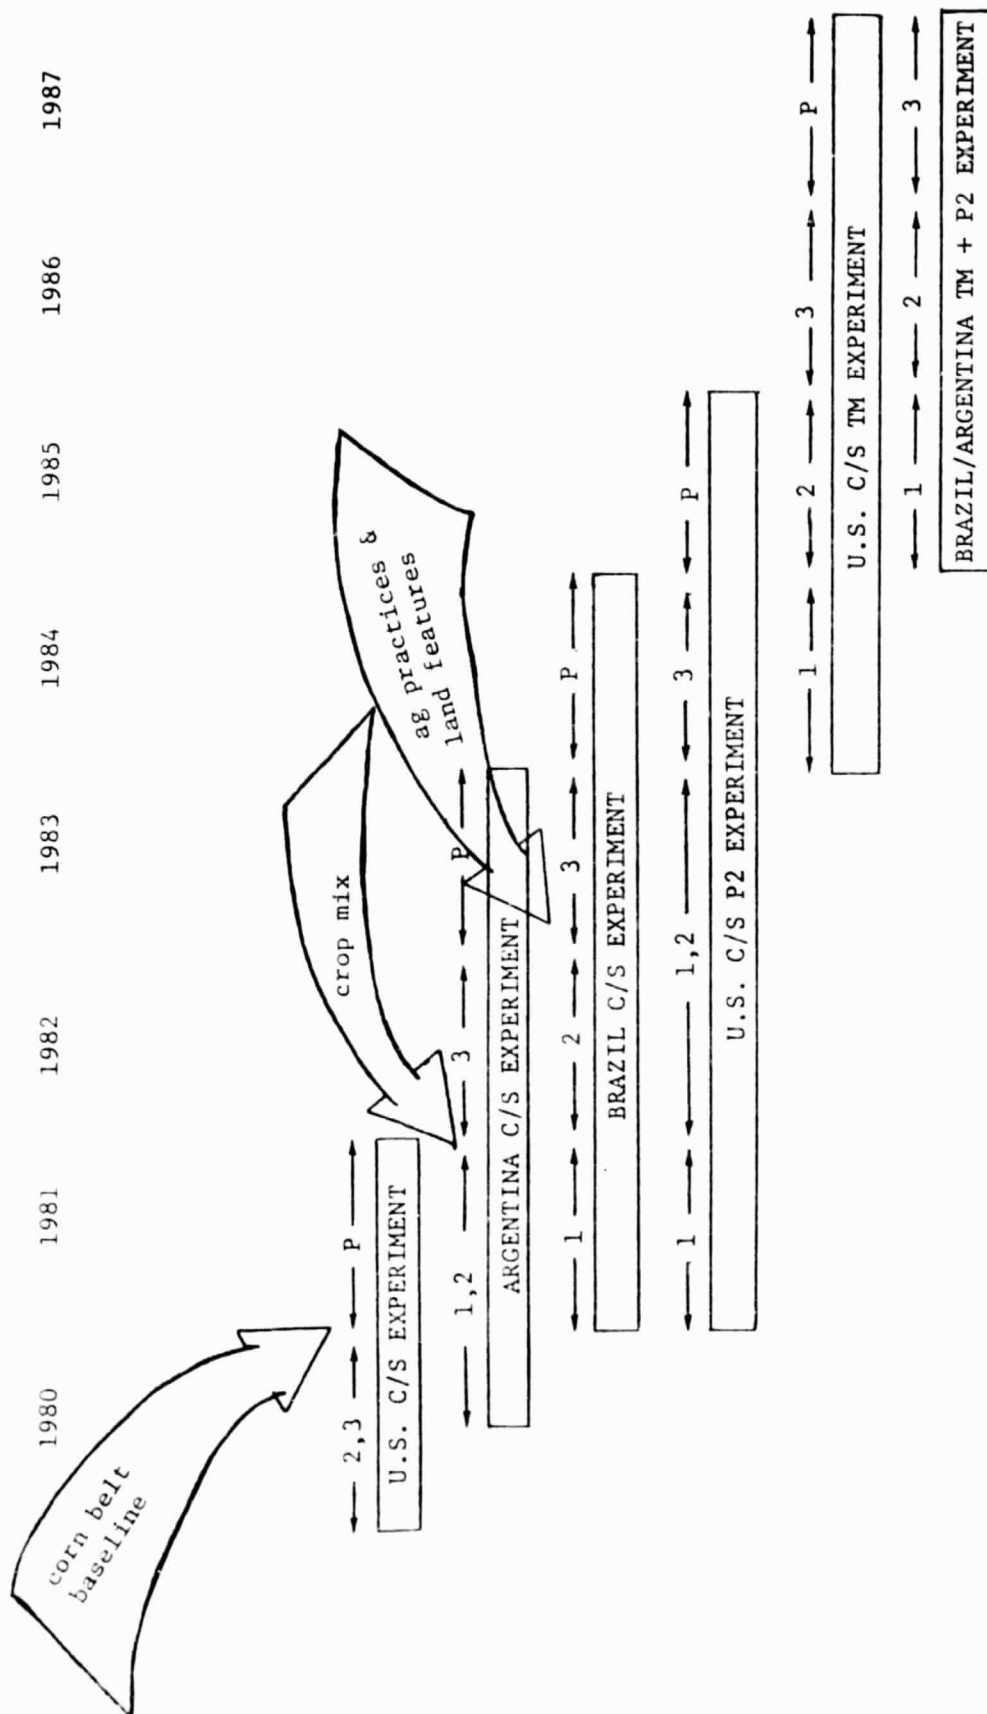 1980 1981 1982 1983 1984 1985 1986 1987
corn belt
baseline
crop mix
ag practices &
land features
2,3 P
U.S. C/S EXPERIMENT
1,2 3 P
ARGENTINA C/S EXPERIMENT
1 2 3 P
BRAZIL C/S EXPERIMENT
1 1,2 3 P
U.S. C/S P2 EXPERIMENT
1 2 3 P
U.S. C/S TM EXPERIMENT
1 2 3
BRAZIL/ARGENTINA TM + P2 EXPERIMENT